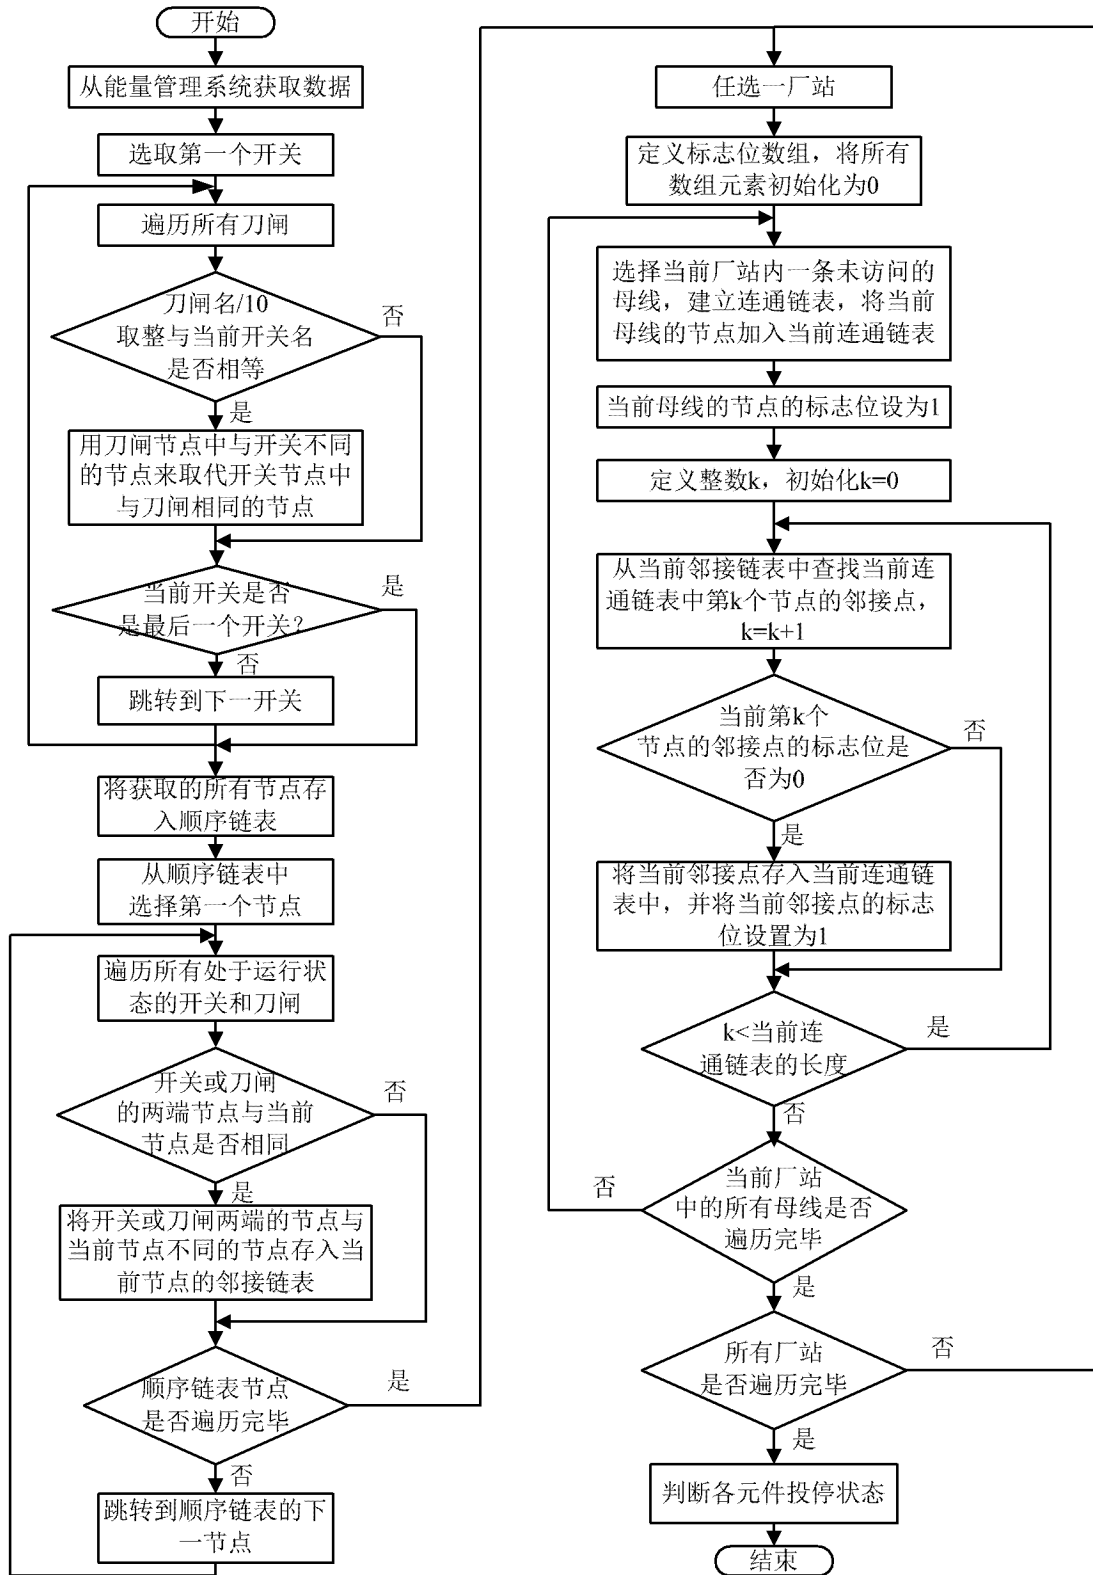 开始
从能量管理系统获取数据
选取第一个开关
遍历所有刀闸
刀闸名/10
取整与当前开关名
是否相等
否
是
用刀闸节点中与开关不同
的节点来取代开关节点中
与刀闸相同的节点
当前开关是否
是最后一个开关?
是
否
跳转到下一开关
将获取的所有节点存
入顺序链表
从顺序链表中
选择第一个节点
遍历所有处于运行状
态的开关和刀闸
开关或刀闸
的两端节点与当前
节点是否相同
否
是
将开关或刀闸两端的节点与
当前节点不同的节点存入当
前节点的邻接链表
顺序链表节点
是否遍历完毕
是
否
跳转到顺序链表的下
一节点
任选一厂站
定义标志位数组，将所有
数组元素初始化为0
选择当前厂站内一条未访问的
母线，建立连通链表，将当前
母线的节点加入当前连通链表
当前母线的节点的标志位设为1
定义整数k，初始化k=0
从当前邻接链表中查找当前连
通链表中第k个节点的邻接点，
k=k+1
当前第k个
节点的邻接点的标志位是
否为0
否
是
将当前邻接点存入当前连通链
表中，并将当前邻接点的标志
位设置为1
k<当前连
通链表的长度
是
否
当前厂站
中的所有母线是否
遍历完毕
否
是
所有厂站
是否遍历完毕
否
是
判断各元件投停状态
结束